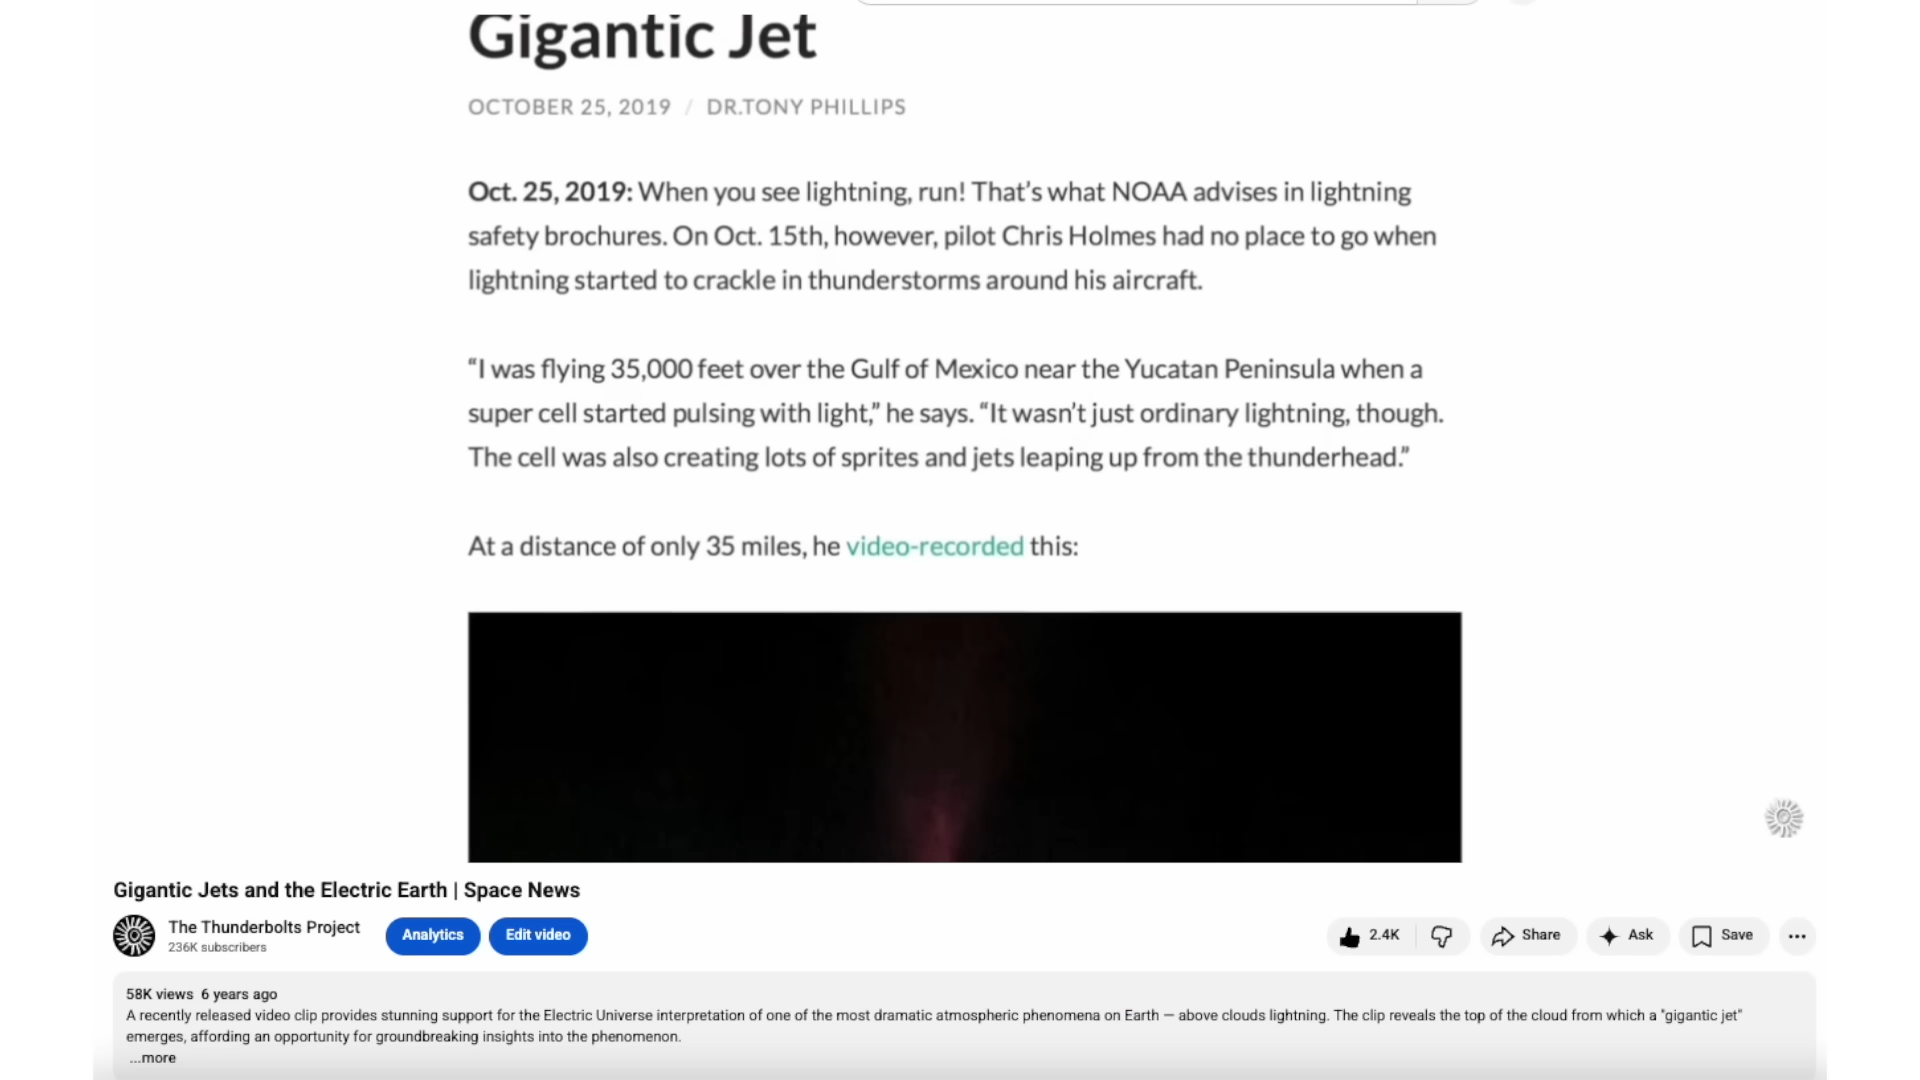 Gigantic Jet
OCTOBER 25, 2019 / DR.TONY PHILLIPS
Oct. 25, 2019: When you see lightning, run! That’s what NOAA advises in lightning
safety brochures. On Oct. 15th, however, pilot Chris Holmes had no place to go when
lightning started to crackle in thunderstorms around his aircraft.
“I was flying 35,000 feet over the Gulf of Mexico near the Yucatan Peninsula when a
super cell started pulsing with light,” he says. “It wasn’t just ordinary lightning, though.
The cell was also creating lots of sprites and jets leaping up from the thunderhead.”
At a distance of only 35 miles, he video-recorded this:
Gigantic Jets and the Electric Earth | Space News
The Thunderbolts Project
236K subscribers
Analytics
Edit video
2.4K
Share
Ask
Save
58K views 6 years ago
A recently released video clip provides stunning support for the Electric Universe interpretation of one of the most dramatic atmospheric phenomena on Earth — above clouds lightning. The clip reveals the top of the cloud from which a "gigantic jet"
emerges, affording an opportunity for groundbreaking insights into the phenomenon.
...more